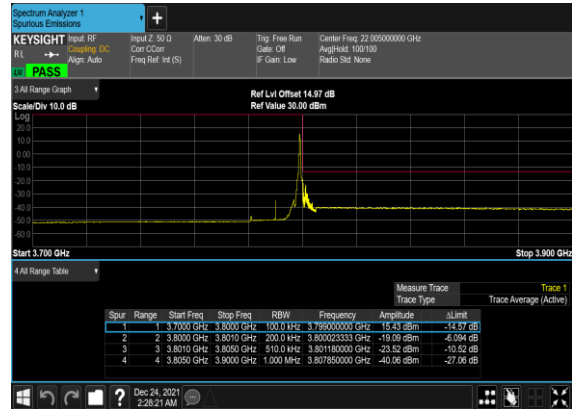 Spectrum Analyzer 1
Spurious Emissions
KEYSIGHT Input: RF Input Z: 50 Ω Atten: 30 dB Trig: Free Run Center Freq: 22.005000000 GHz
RL Coupling: DC Corr CCorr Gate: Off Avg|Hold: 100/100
Align: Auto Freq Ref: Int (S) IF Gain: Low Radio Std: None
PASS
3 All Range Graph
Ref Lvl Offset 14.97 dB
Scale/Div 10.0 dB Ref Value 30.00 dBm
Log
20.0
10.0
0.00
-10.0
-20.0
-30.0
-40.0
-50.0
-60.0
Start 3.700 GHz Stop 3.900 GHz
4 All Range Table
Measure Trace Trace 1
Trace Type Trace Average (Active)
Spur Range Start Freq Stop Freq RBW Frequency Amplitude ΔLimit
1 1 3.7000 GHz 3.8000 GHz 100.0 kHz 3.799000000 GHz 15.43 dBm -14.57 dB
2 2 3.8000 GHz 3.8010 GHz 200.0 kHz 3.800023333 GHz -19.09 dBm -6.094 dB
3 3 3.8010 GHz 3.8050 GHz 510.0 kHz 3.801180000 GHz -23.52 dBm -10.52 dB
4 4 3.8050 GHz 3.9000 GHz 1.000 MHz 3.807850000 GHz -40.06 dBm -27.06 dB
? Dec 24, 2021
2:28:21 AM